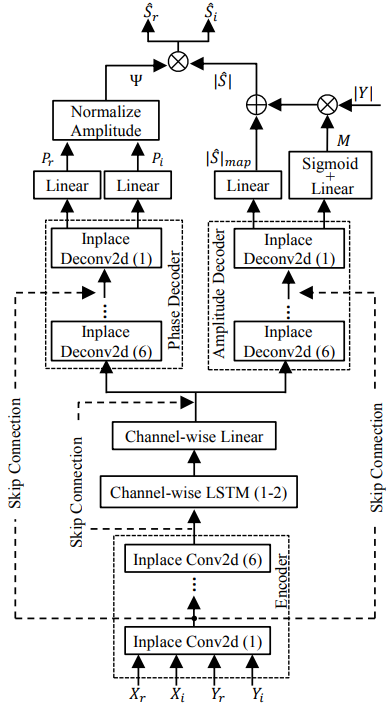 Ŝr Ŝi
Ψ |Ŝ|
|Y|
Normalize
Amplitude
M
Pr Pi
|Ŝ|map
Sigmoid
+
Linear
Linear Linear Linear
Inplace
Deconv2d (1)
Inplace
Deconv2d (1)
...
...
Inplace
Deconv2d (6)
Inplace
Deconv2d (6)
Phase Decoder
Amplitude Decoder
Skip Connection
Skip Connection
Skip Connection
Channel-wise Linear
Channel-wise LSTM (1-2)
Inplace Conv2d (6)
...
Inplace Conv2d (1)
Encoder
Xr Xi Yr Yi